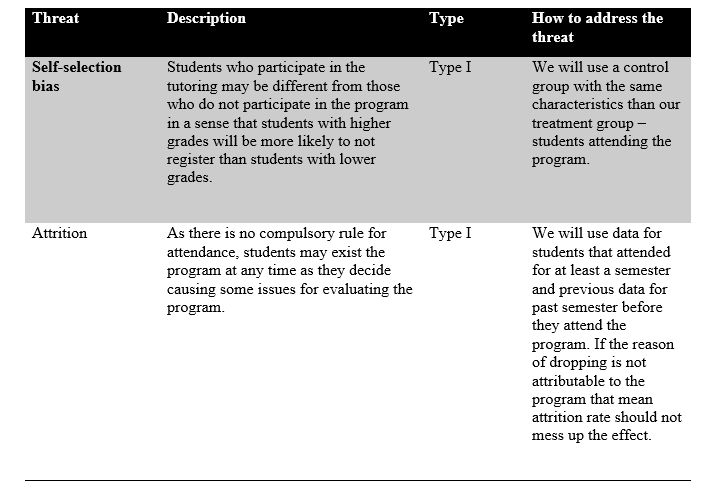 Threat Description Type How to address the
threat
Self-selection
bias
Students who participate in the
tutoring may be different from those
who do not participate in the program
in a sense that students with higher
grades will be more likely to not
register than students with lower
grades.
Type I
We will use a control
group with the same
characteristics than our
treatment group –
students attending the
program.
Attrition
As there is no compulsory rule for
attendance, students may exist the
program at any time as they decide
causing some issues for evaluating the
program.
Type I
We will use data for
students that attended
for at least a semester
and previous data for
past semester before
they attend the
program. If the reason
of dropping is not
attributable to the
program that mean
attrition rate should not
mess up the effect.